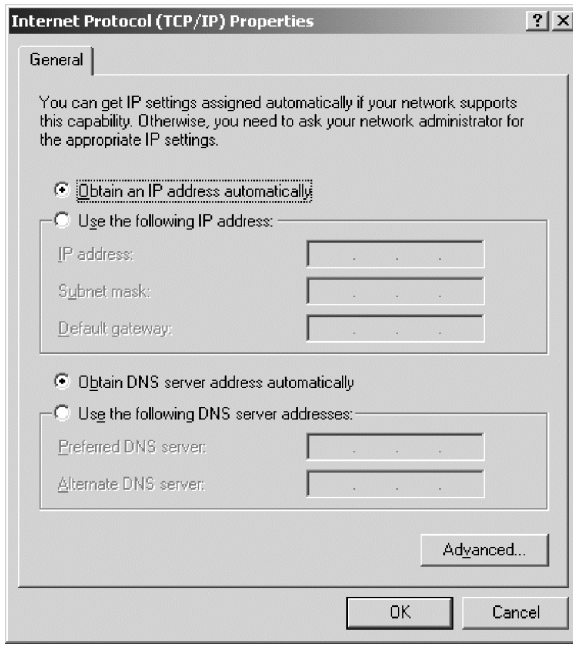 Internet Protocol (TCP/IP) Properties
General
You can get IP settings assigned automatically if your network supports
this capability. Otherwise, you need to ask your network administrator for
the appropriate IP settings.
Obtain an IP address automatically
Use the following IP address:
IP address:
Subnet mask:
Default gateway:
Obtain DNS server address automatically
Use the following DNS server addresses:
Preferred DNS server:
Alternate DNS server:
Advanced...
OK
Cancel